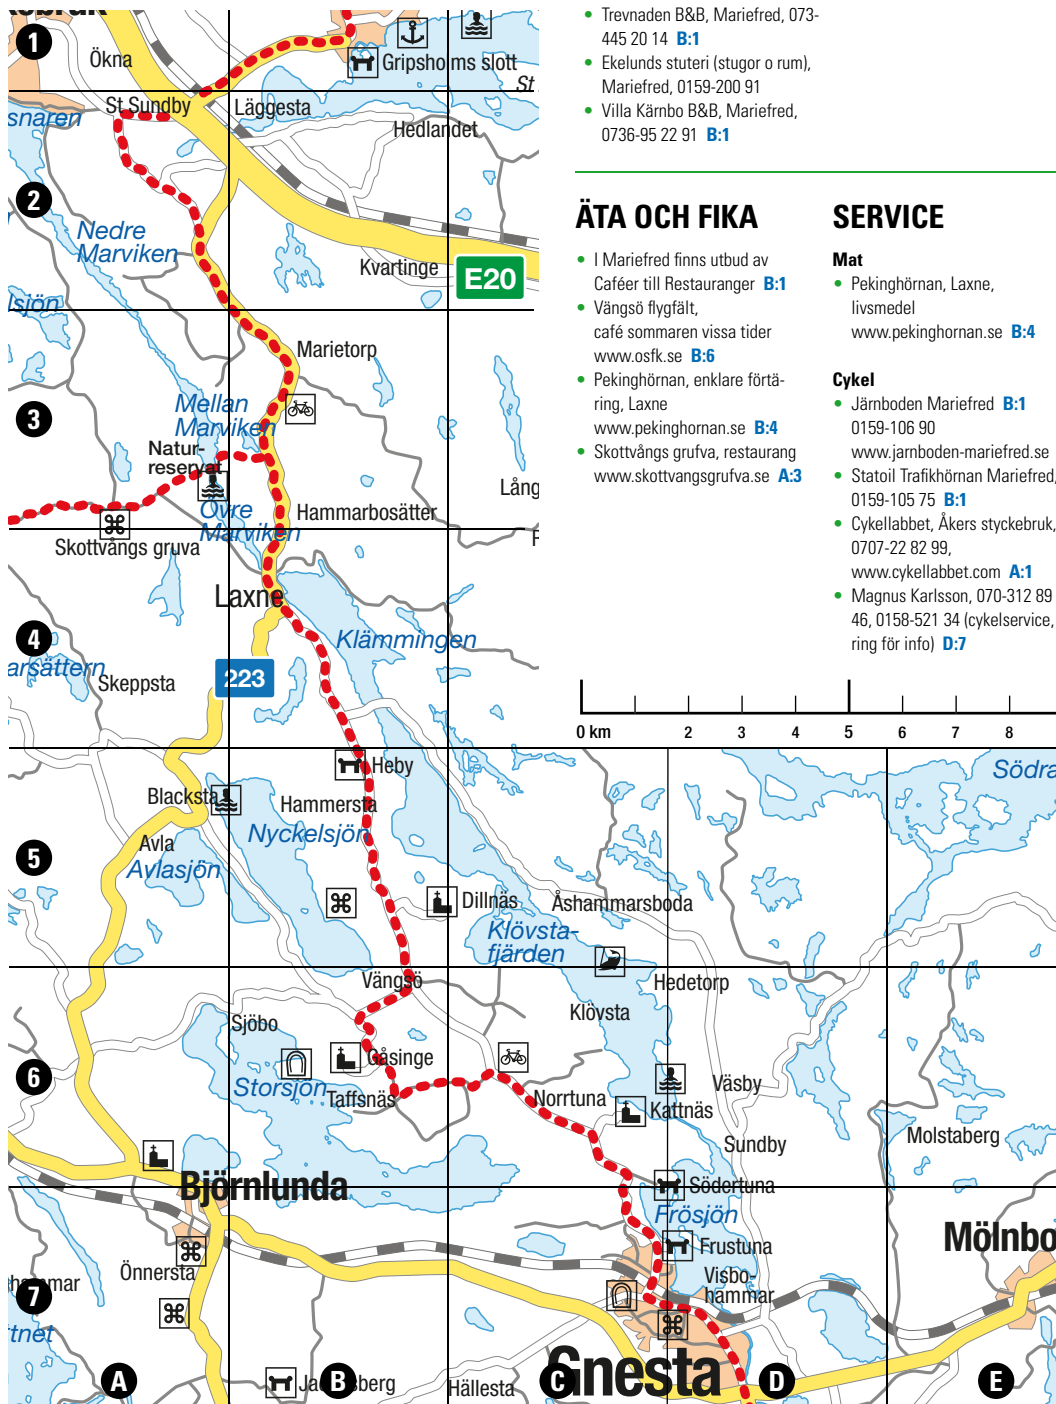 Trevnaden B&B, Mariefred, 073-
445 20 14 B:1
Ekelunds stuteri (stugor o rum),
Mariefred, 0159-200 91
Villa Kärnbo B&B, Mariefred,
0736-95 22 91 B:1
ÄTA OCH FIKA
I Mariefred finns utbud av
Caféer till Restauranger B:1
Vängsö flygfält,
café sommaren vissa tider
www.osfk.se B:6
Pekinghörnan, enklare förtä-
ring, Laxne
www.pekinghornan.se B:4
Skottvångs grufva, restaurang
www.skottvangsgrufva.se A:3
SERVICE
Mat
Pekinghörnan, Laxne,
livsmedel
www.pekinghornan.se B:4
Cykel
Järnboden Mariefred B:1
0159-106 90
www.jarnboden-mariefred.se
Statoil Trafikhörnan Mariefred,
0159-105 75 B:1
Cykellabbet, Åkers styckebruk,
0707-22 82 99,
www.cykellabbet.com A:1
Magnus Karlsson, 070-312 89
46, 0158-521 34 (cykelservice,
ring för info) D:7
0 km 2 3 4 5 6 7 8
1
Ökna
Gripsholms slott
St
St Sundby
Läggesta
snaren
Hedlandet
2
Nedre
Marviken
Kvartinge
E20
lsjön
Marietorp
3
Mellan
Marviken
Natur-
reservat
Lång
Övre
Marviken
Hammarbosätter
Skottvångs gruva
Laxne
4
Klämmingen
arsättern
Skeppsta
223
Södra
Heby
Blacksta
Hammersta
Nyckelsjön
5
Avla
Avlasjön
Dillnäs
Åshammarsboda
Klövsta-
fjärden
Vängsö
Hedetorp
Klövsta
Sjöbo
Gåsinge
6
Storsjön
Taffsnäs
Väsby
Norrtuna
Kattnäs
Sundby
Molstaberg
Björnlunda
Södertuna
Frösjön
Mölnbo
Frustuna
Önnersta
Visbo-
hammar
7
Gnesta
A
B
C
D
E
Hällesta